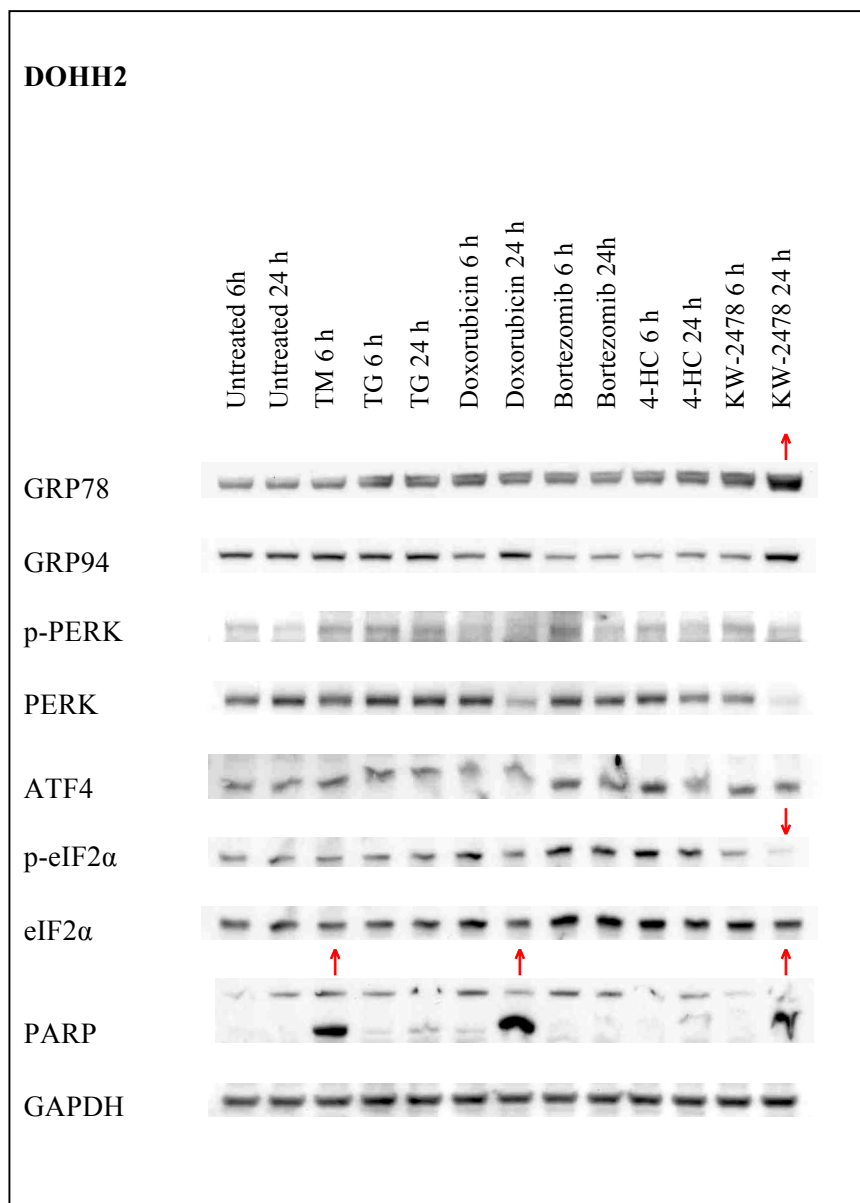 DOHH2
Untreated 6h
Untreated 24 h
TM 6 h
TG 6 h
TG 24 h
Doxorubicin 6 h
Doxorubicin 24 h
Bortezomib 6 h
Bortezomib 24h
4-HC 6 h
4-HC 24 h
KW-2478 6 h
KW-2478 24 h
GRP78
GRP94
p-PERK
PERK
ATF4
p-eIF2α
eIF2α
PARP
GAPDH